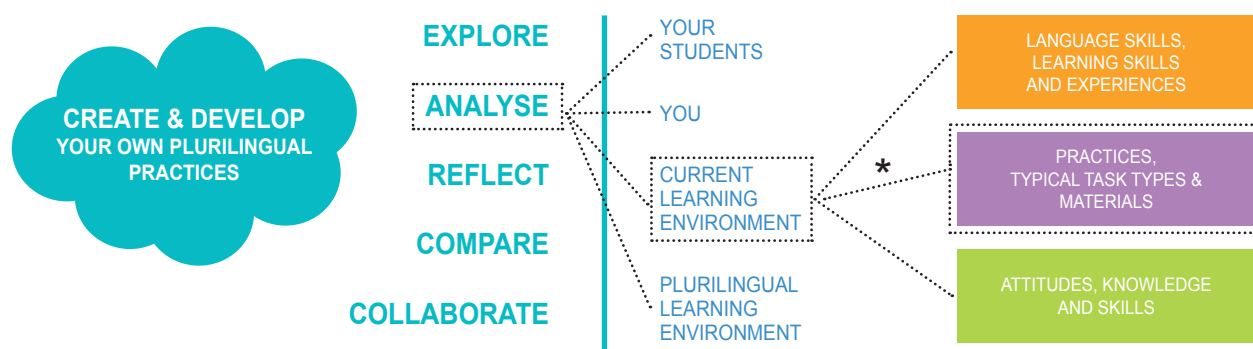 CREATE & DEVELOP
YOUR OWN PLURILINGUAL
PRACTICES
EXPLORE
ANALYSE
REFLECT
COMPARE
COLLABORATE
YOUR
STUDENTS
YOU
CURRENT
LEARNING
ENVIRONMENT
PLURILINGUAL
LEARNING
ENVIRONMENT
*
LANGUAGE SKILLS,
LEARNING SKILLS
AND EXPERIENCES
PRACTICES,
TYPICAL TASK TYPES &
MATERIALS
ATTITUDES, KNOWLEDGE
AND SKILLS